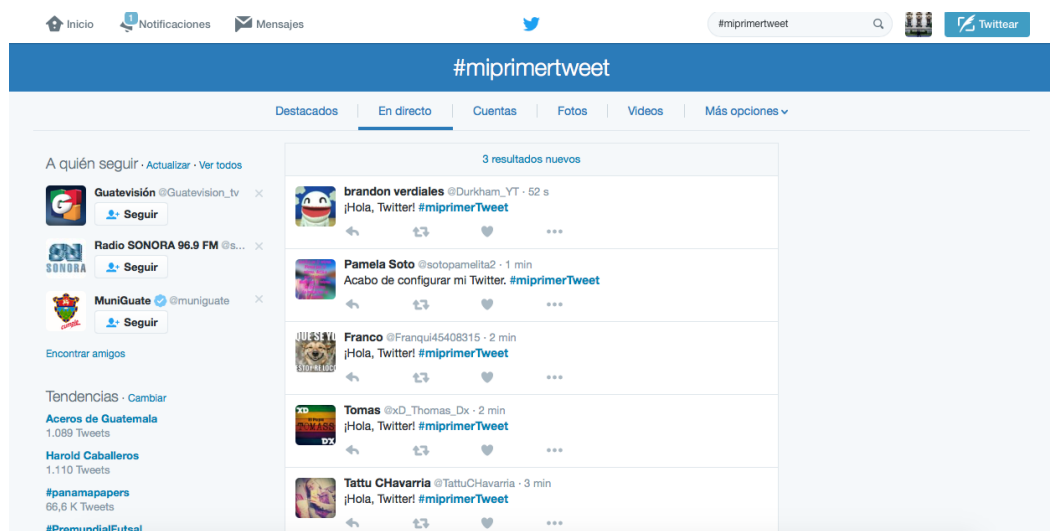 Inicio
1
Notificaciones
Mensajes
#miprimertweet
Twittear
#miprimertweet
Destacados
En directo
Cuentas
Fotos
Videos
Más opciones
A quién seguir · Actualizar · Ver todos
Guatevisión @Guatevision_tv
Seguir
Radio SONORA 96.9 FM @s...
SONORA
Seguir
MuniGuate @muniguate
Seguir
Encontrar amigos
Tendencias · Cambiar
Aceros de Guatemala
1.089 Tweets
Harold Caballeros
1.110 Tweets
#panamapapers
66,6 K Tweets
#PremundialFutsal
3 resultados nuevos
brandon verdiales @Durkham_YT · 52 s
¡Hola, Twitter! #miprimerTweet
Pamela Soto @sotopamelita2 · 1 min
Acabo de configurar mi Twitter. #miprimerTweet
Franco @Franqui45408315 · 2 min
¡Hola, Twitter! #miprimerTweet
Tomas @xD_Thomas_Dx · 2 min
¡Hola, Twitter! #miprimerTweet
Tattu CHavarria @TattuCHavarria · 3 min
¡Hola, Twitter! #miprimerTweet